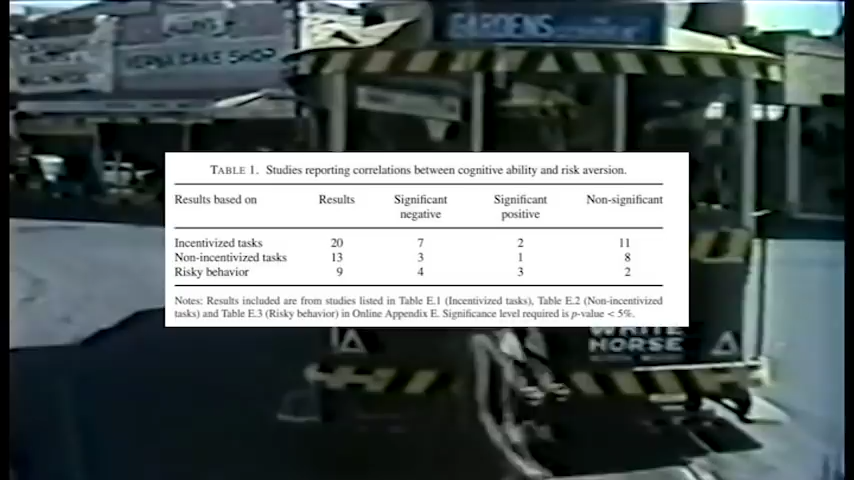 GARDENS
CAKE SHOP
TABLE 1. Studies reporting correlations between cognitive ability and risk aversion.
Results based on Results Significant negative Significant positive Non-significant
Incentivized tasks 20 7 2 11
Non-incentivized tasks 13 3 1 8
Risky behavior 9 4 3 2
Notes: Results included are from studies listed in Table E.1 (Incentivized tasks), Table E.2 (Non-incentivized
tasks) and Table E.3 (Risky behavior) in Online Appendix E. Significance level required is p-value < 5%.
WHITE
HORSE